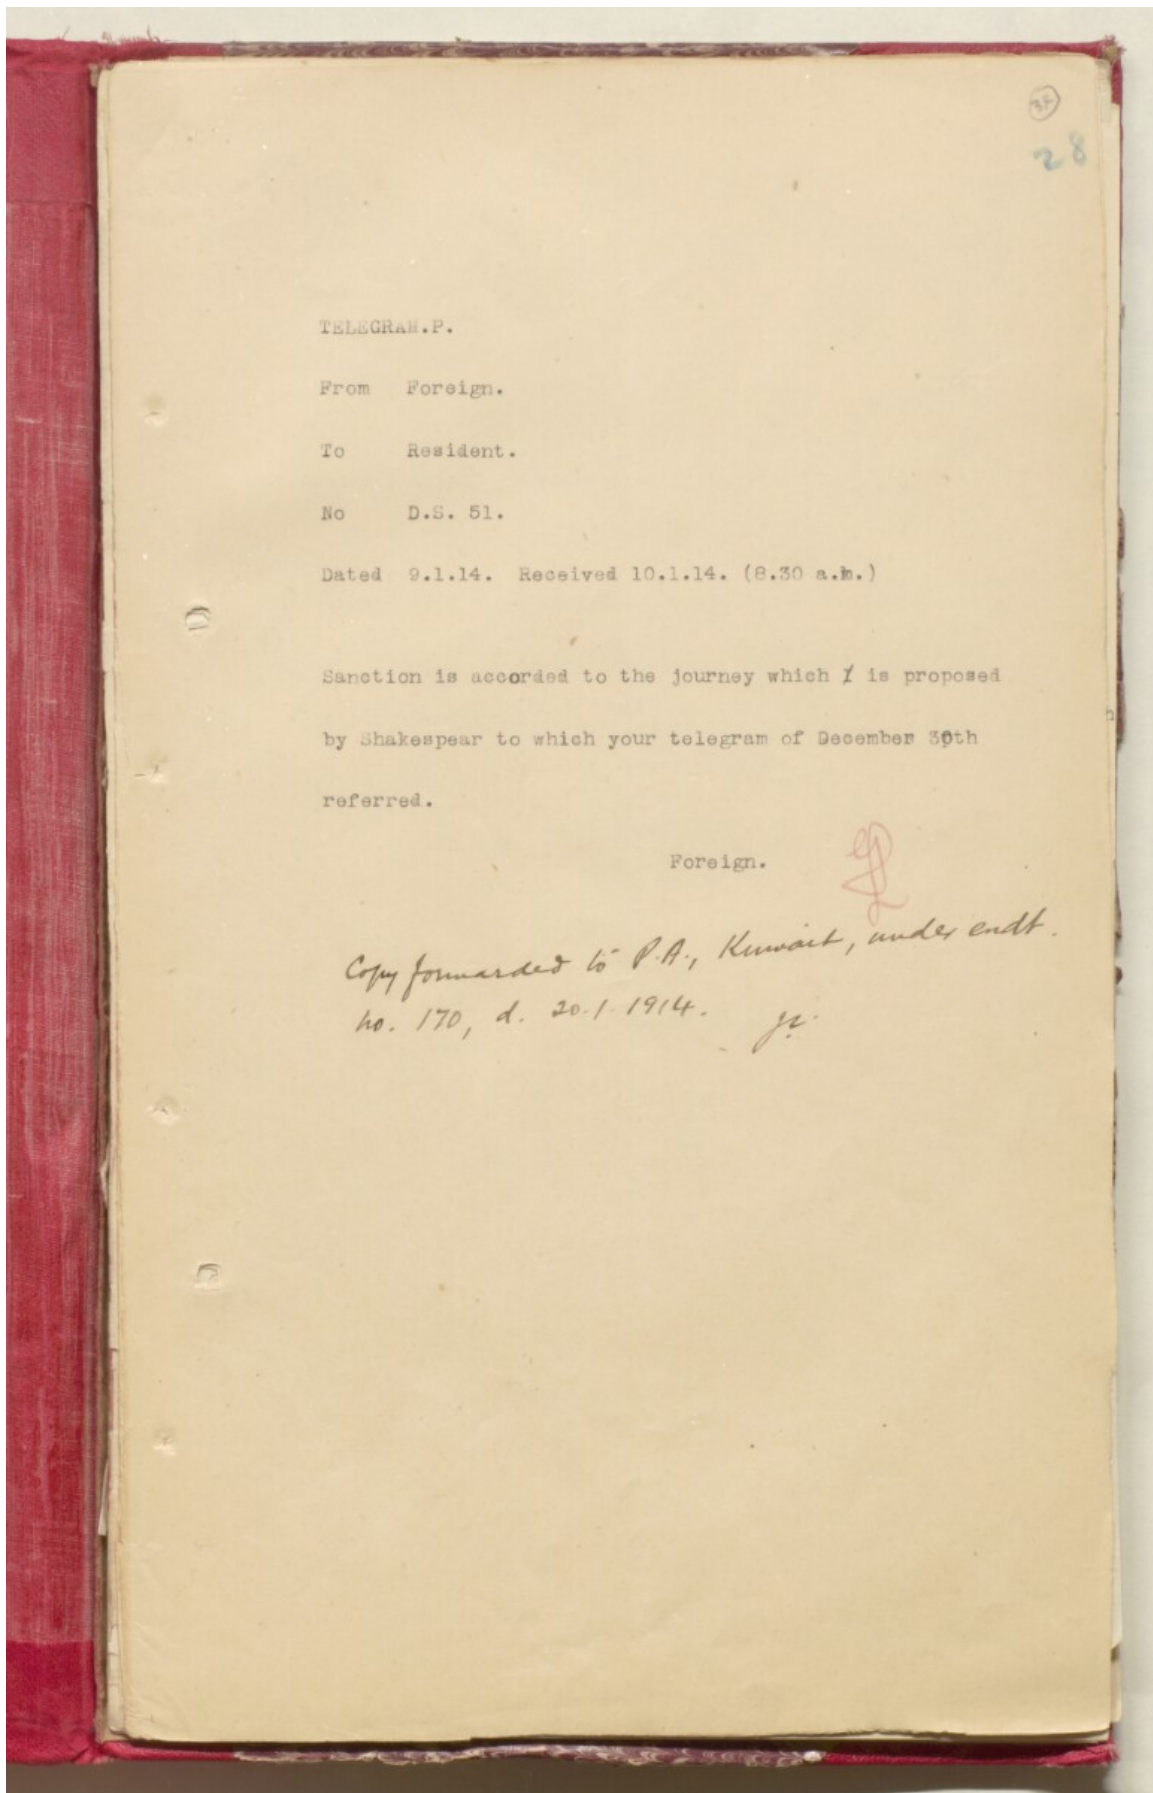 28
TELEGRAM.P.
From Foreign.
To Resident.
No D.S. 51.
Dated 9.1.14. Received 10.1.14. (8.30 a.m.)
Sanction is accorded to the journey which is proposed
by Shakespear to which your telegram of December 30th
referred.
Foreign.
Copy forwarded to P.A., Kuwait, under endt.
no. 170, d. 20.1.1914.